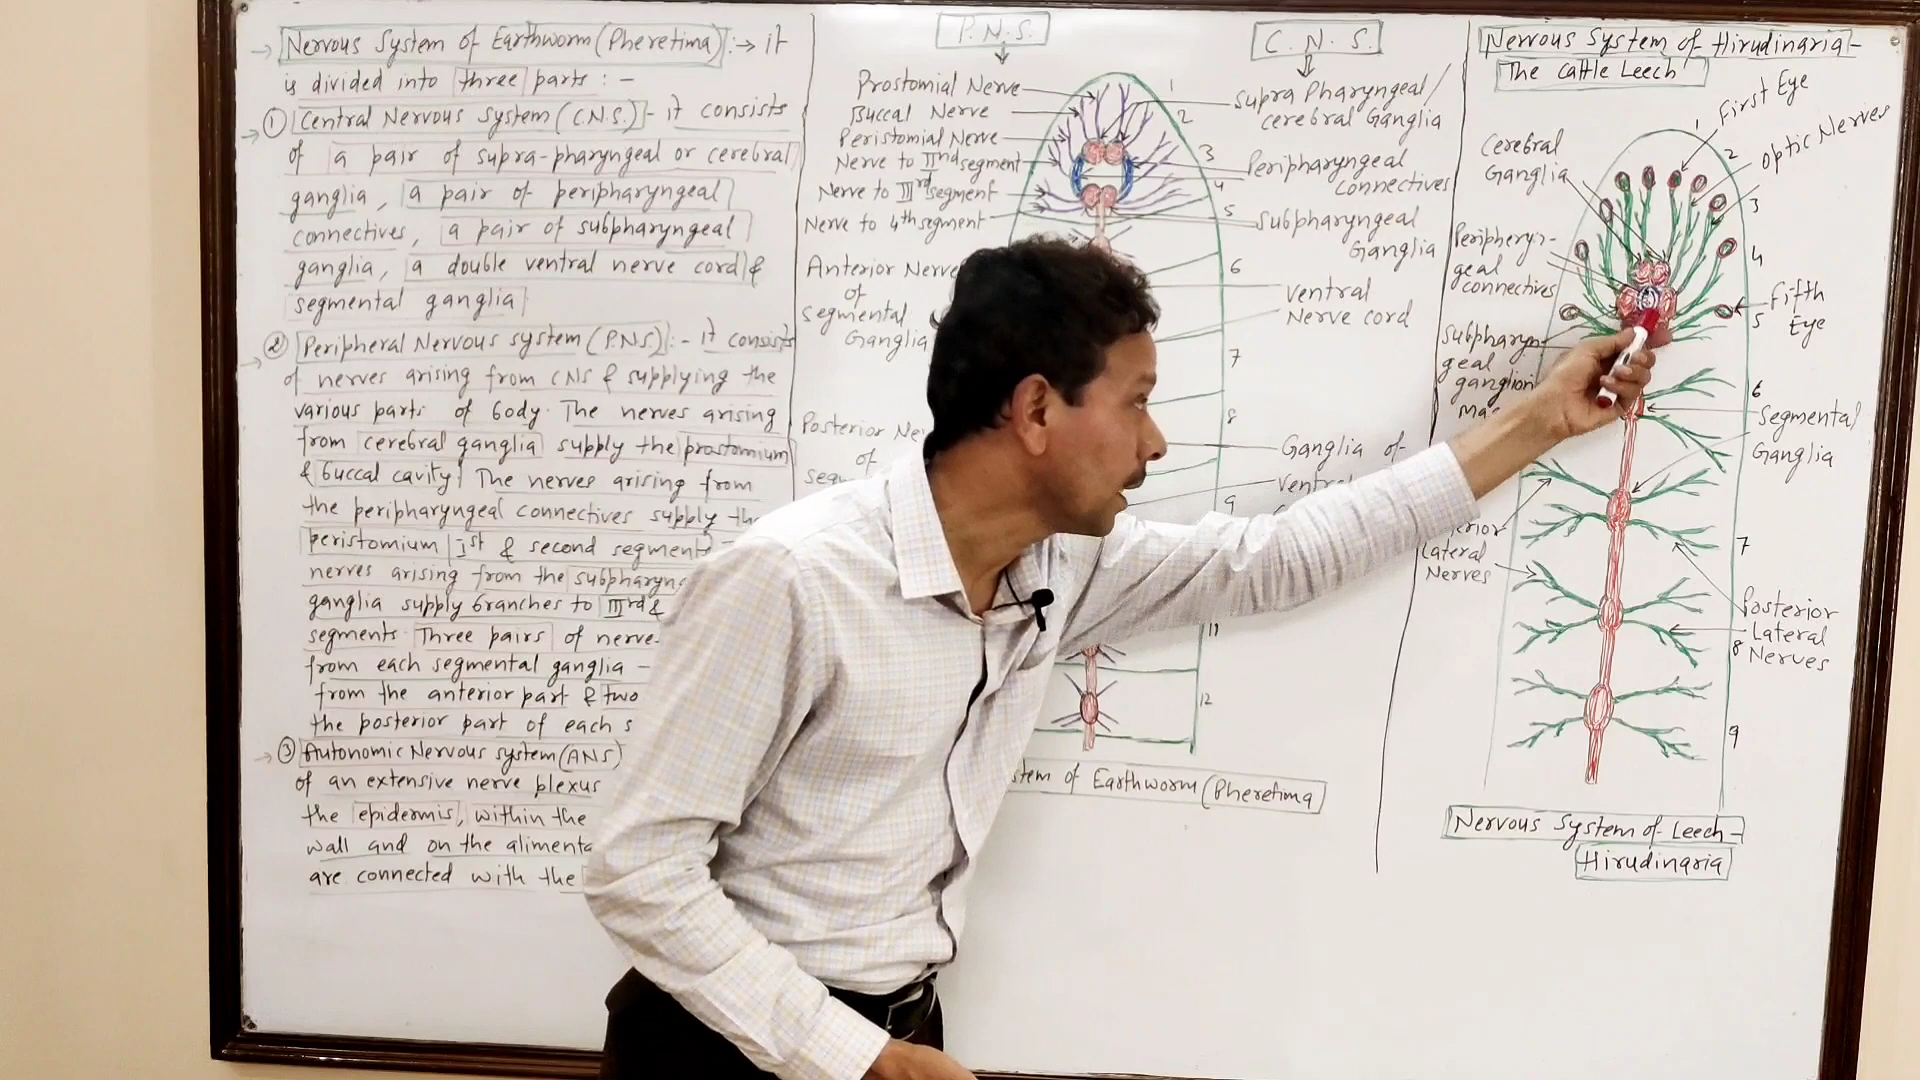 Nervous System of Earthworm (Pheretima) :→ it
is divided into three parts :-
① Central Nervous System (C.N.S.) - it consists
of a pair of supra-pharyngeal or cerebral
ganglia, a pair of peripharyngeal
connectives, a pair of subpharyngeal
ganglia, a double ventral nerve cord &
segmental ganglia
② Peripheral Nervous system (P.N.S.) :- it consists
of nerves arising from CNS & supplying the
various parts of body. The nerves arising
from cerebral ganglia supply the prostomium
& buccal cavity. The nerves arising from
the peripharyngeal connectives supply the
peristomium Ist & second segment
nerves arising from the
ganglia supply branches to IIIrd &
segments. Three pairs of nerve
from each segmental ganglia -
from the anterior part & two
the posterior part of each
③ Autonomic Nervous system (ANS)
of an extensive nerve plexus
the epidermis, within the
wall and on the
are connected with the
P.N.S.
Prostomial Nerve
Buccal Nerve
Peristomial Nerve
Nerve to IInd segment
Nerve to IIIrd segment
Nerve to 4th segment
Anterior Nerve
of
segmental
Ganglia
Posterior
of
C.N.S.
Supra Pharyngeal/
cerebral Ganglia
Peripharyngeal
connectives
Subpharyngeal
Ganglia
Ventral
Nerve cord
Ganglia of
1
2
3
4
5
6
7
8
9
11
12
of Earthworm (Pheretima
Nervous System of Hirudinaria -
The Cattle Leech
First Eye
Optic Nerves
Cerebral
Ganglia
Periphery-
geal
connectives
Subpharyn-
geal
ganglion
Fifth
Eye
Segmental
Ganglia
Lateral
Nerves
Posterior
Lateral
Nerves
1
2
3
4
5
6
7
8
9
Nervous System of Leech -
Hirudinaria